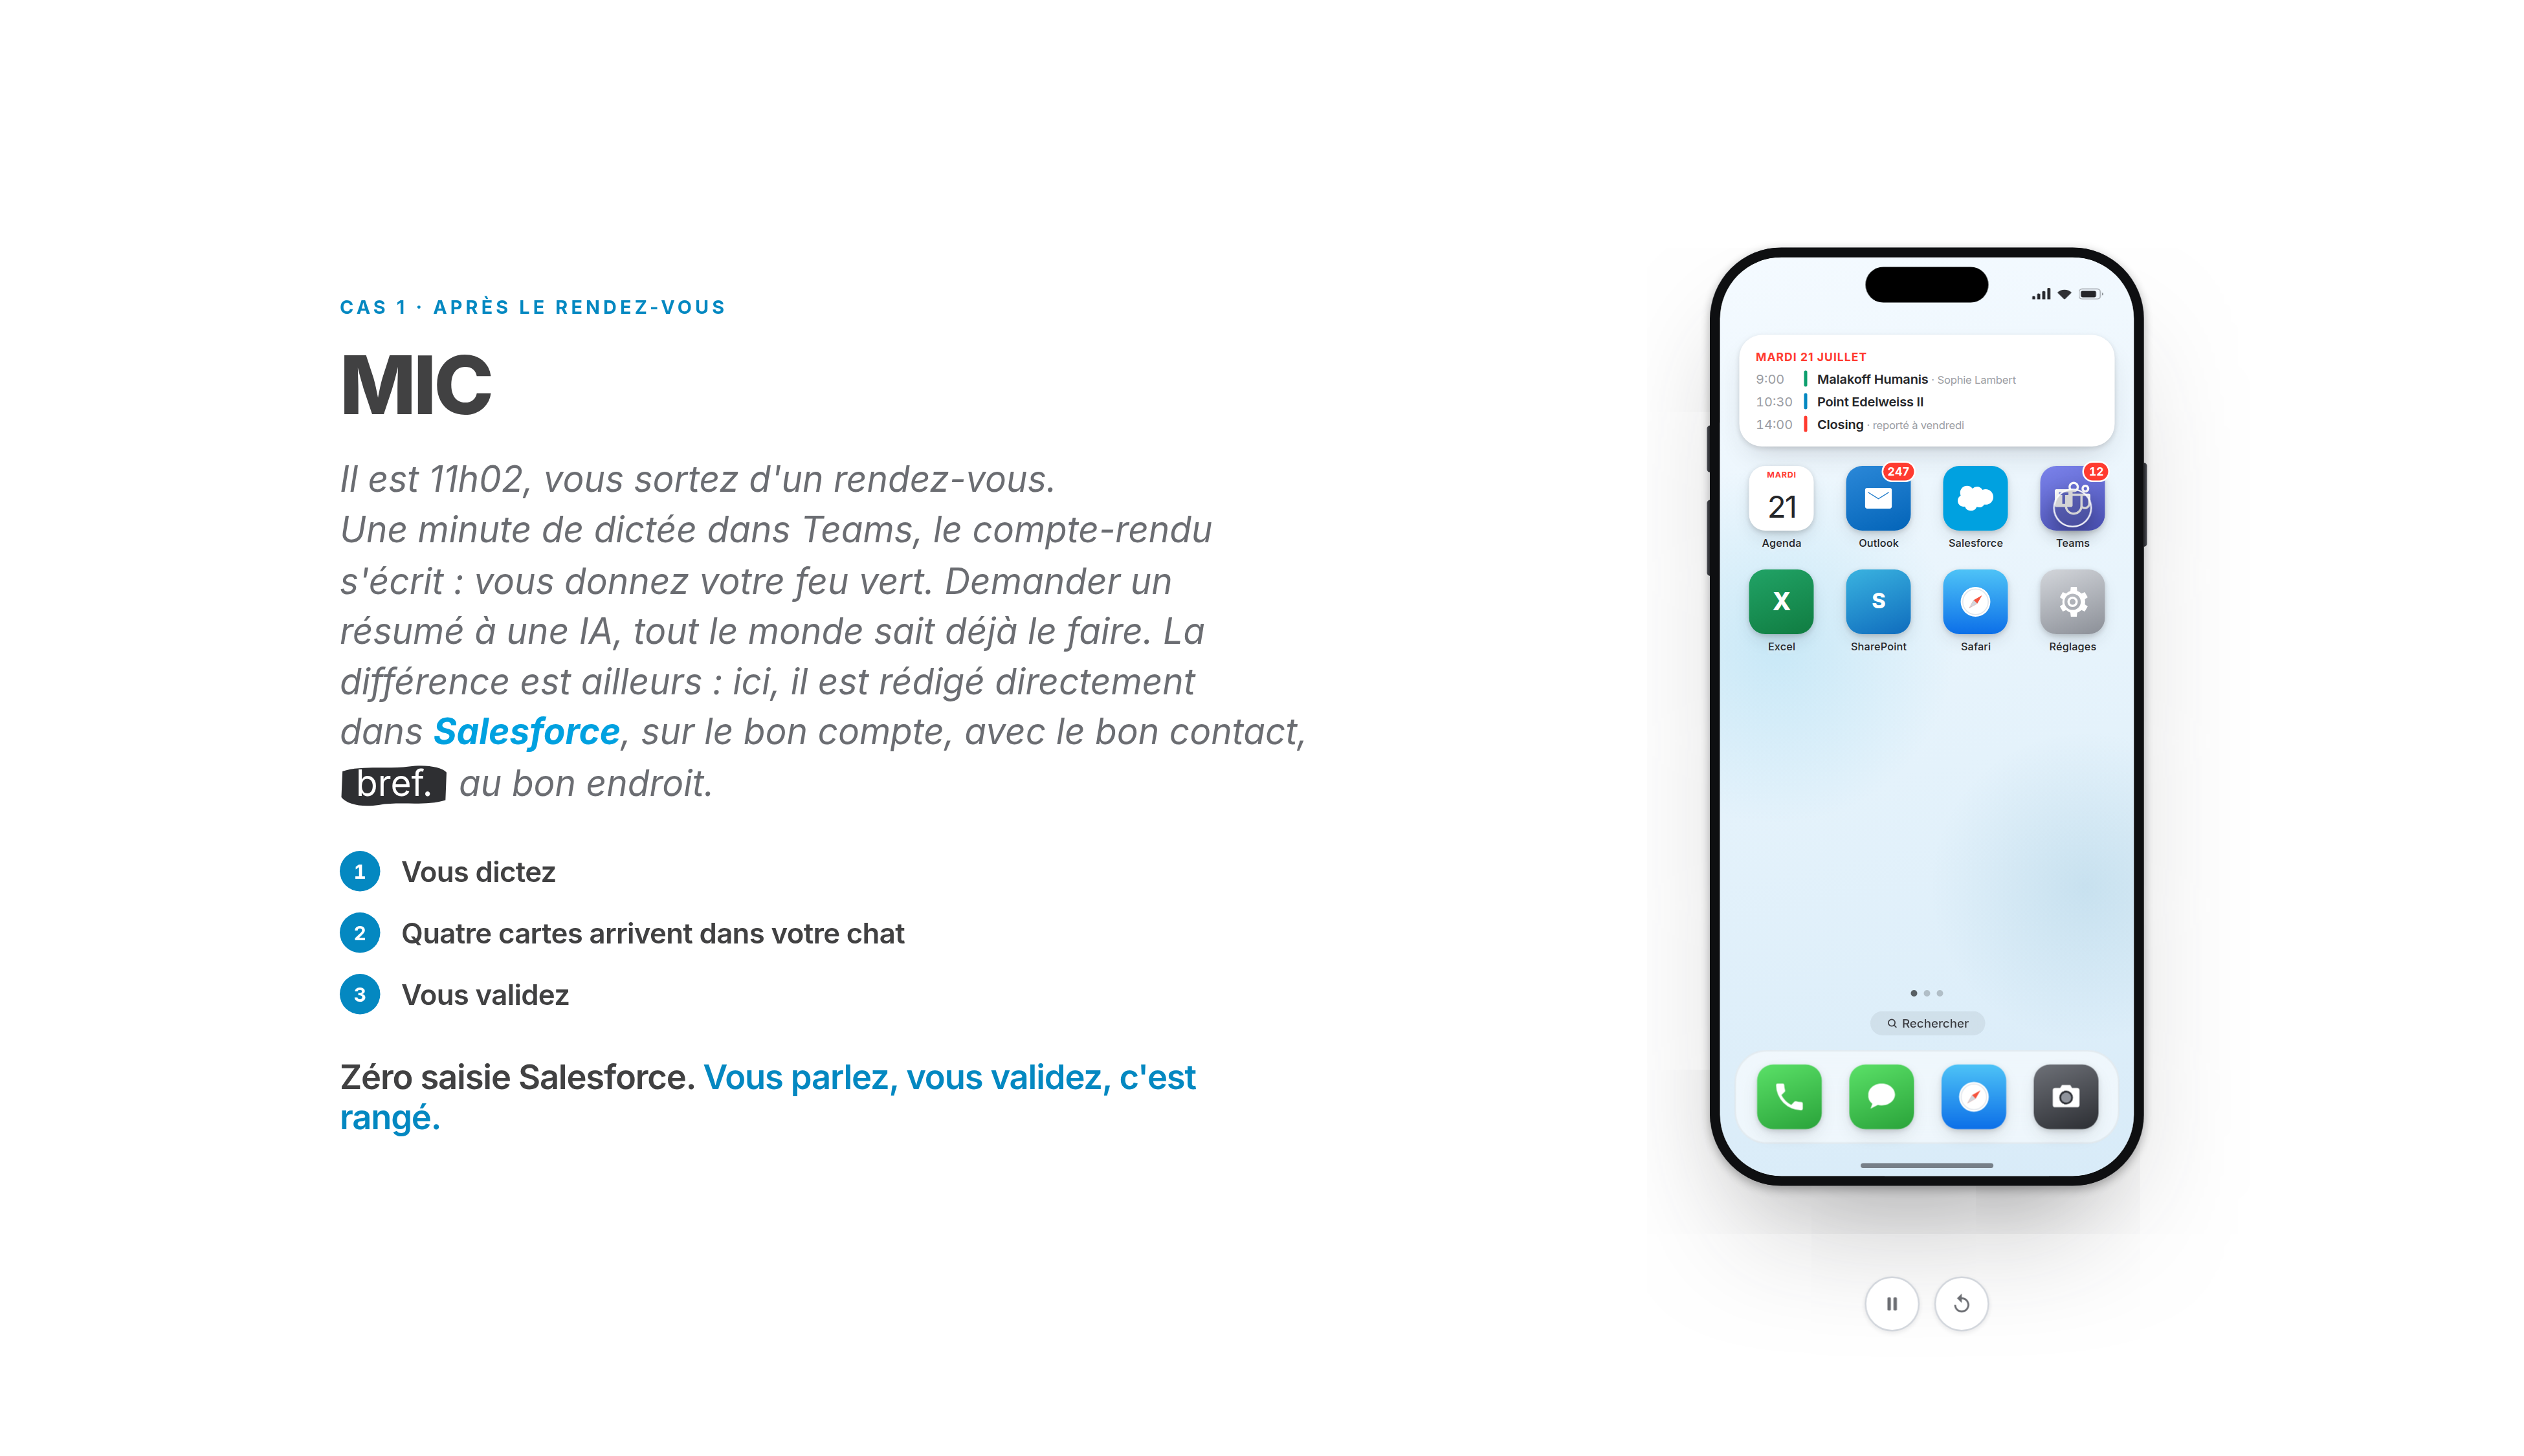 CAS 1 · APRÈS LE RENDEZ-VOUS
MIC
Il est 11h02, vous sortez d'un rendez-vous.
Une minute de dictée dans Teams, le compte-rendu
s'écrit : vous donnez votre feu vert. Demander un
résumé à une IA, tout le monde sait déjà le faire. La
différence est ailleurs : ici, il est rédigé directement
dans Salesforce, sur le bon compte, avec le bon contact,
bref. au bon endroit.
1 Vous dictez
2 Quatre cartes arrivent dans votre chat
3 Vous validez
Zéro saisie Salesforce. Vous parlez, vous validez, c'est
rangé.
MARDI 21 JUILLET
9:00 Malakoff Humanis · Sophie Lambert
10:30 Point Edelweiss II
14:00 Closing · reporté à vendredi
MARDI 247 12
21
Agenda Outlook Salesforce Teams
X S
Excel SharePoint Safari Réglages
Rechercher